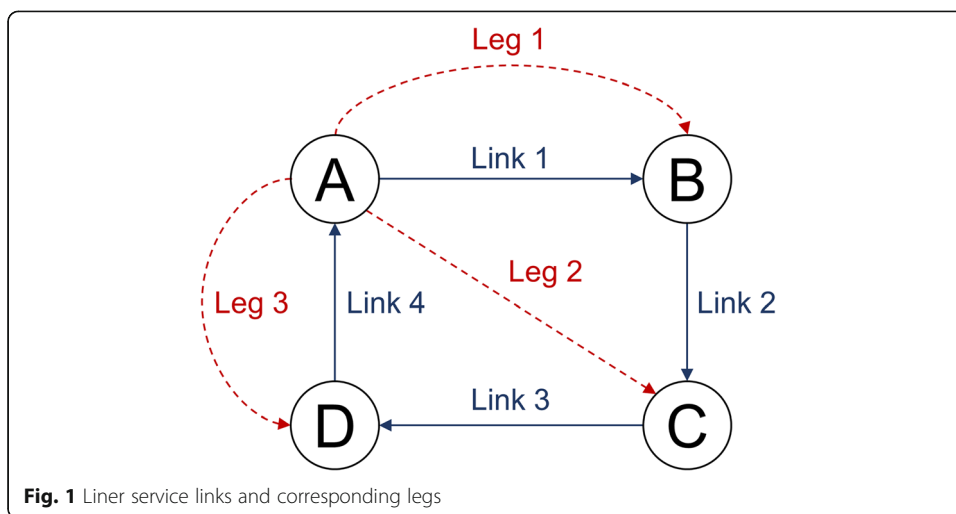 Leg 1
A
Link 1
B
Leg 2
Leg 3
Link 4
Link 2
D
Link 3
C
Fig. 1 Liner service links and corresponding legs